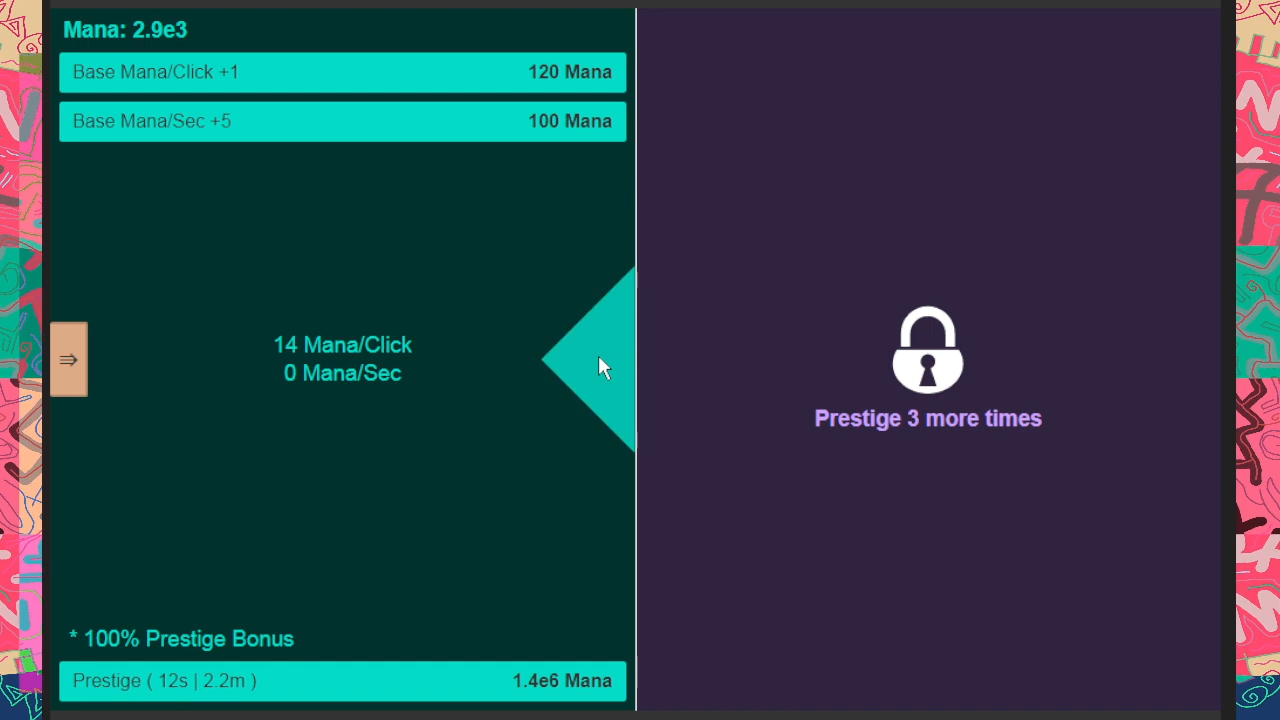 Mana: 2.9e3
Base Mana/Click +1 120 Mana
Base Mana/Sec +5 100 Mana
14 Mana/Click
0 Mana/Sec
Prestige 3 more times
* 100% Prestige Bonus
Prestige ( 12s | 2.2m ) 1.4e6 Mana